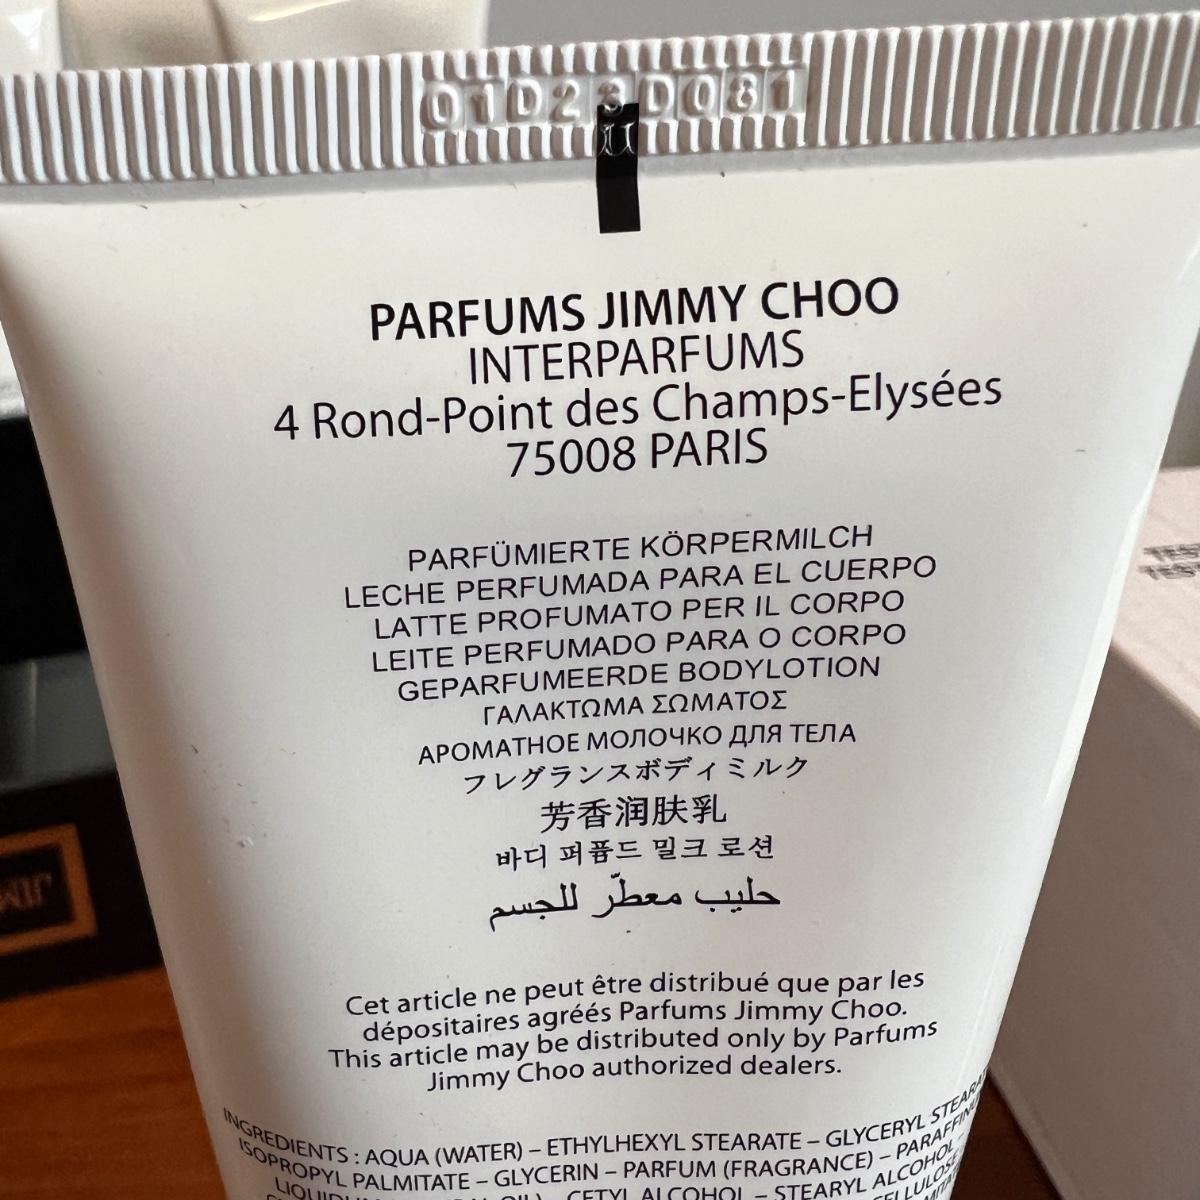 01D23D081
PARFUMS JIMMY CHOO
INTERPARFUMS
4 Rond-Point des Champs-Elysées
75008 PARIS
PARFÜMIERTE KÖRPERMILCH
LECHE PERFUMADA PARA EL CUERPO
LATTE PROFUMATO PER IL CORPO
LEITE PERFUMADO PARA O CORPO
GEPARFUMEERDE BODYLOTION
ΓΑΛΑΚΤΩΜΑ ΣΩΜΑΤΟΣ
АРОМАТНОЕ МОЛОЧКО ДЛЯ ТЕЛА
フレグランスボディミルク
芳香润肤乳
바디 퍼퓸드 밀크 로션
حليب معطّر للجسم
Cet article ne peut être distribué que par les
dépositaires agréés Parfums Jimmy Choo.
This article may be distributed only by Parfums
Jimmy Choo authorized dealers.
INGREDIENTS : AQUA (WATER) – ETHYLHEXYL STEARATE – GLYCERYL
ISOPROPYL PALMITATE – GLYCERIN – PARFUM (FRAGRANCE) –
CETYL ALCOHOL – STEARYL ALCOHOL –